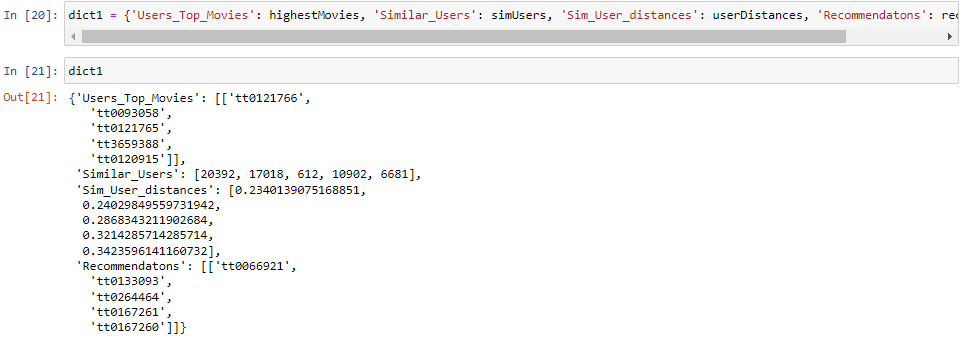 In [20]: dict1 = {'Users_Top_Movies': highestMovies, 'Similar_Users': simUsers, 'Sim_User_distances': userDistances, 'Recommendatons': rec
In [21]: dict1
Out[21]: {'Users_Top_Movies': [['tt0121766',
'tt0093058',
'tt0121765',
'tt3659388',
'tt0120915']],
'Similar_Users': [20392, 17018, 612, 10902, 6681],
'Sim_User_distances': [0.2340139075168851,
0.24029849559731942,
0.2868343211902684,
0.3214285714285714,
0.3423596141160732],
'Recommendatons': [['tt0066921',
'tt0133093',
'tt0264464',
'tt0167261',
'tt0167260']]}